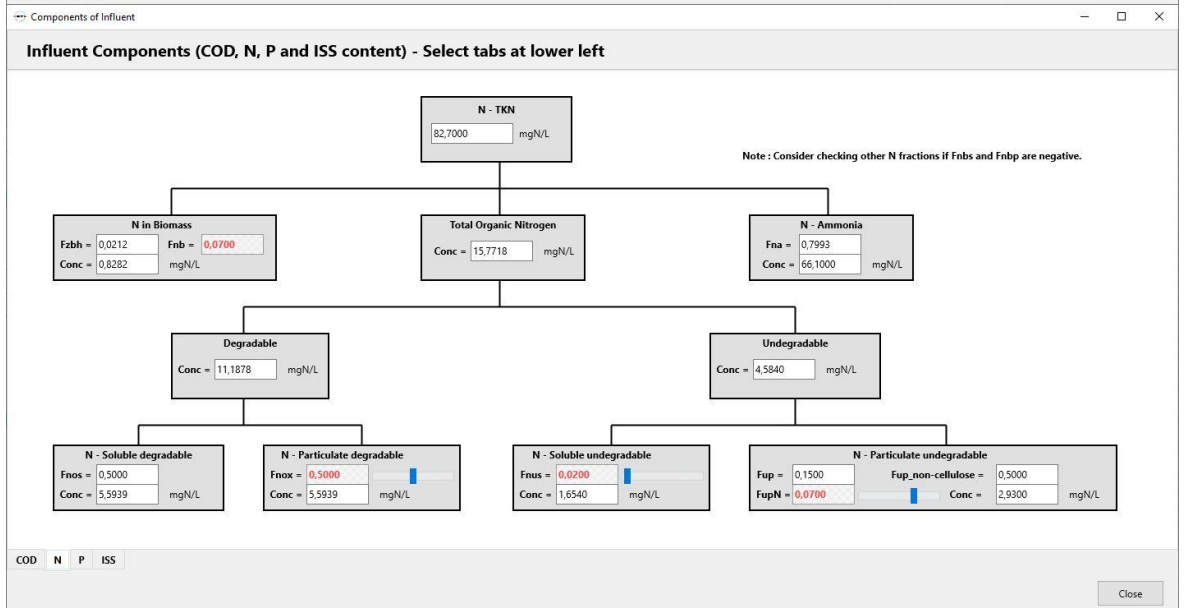 Components of Influent
Influent Components (COD, N, P and ISS content) - Select tabs at lower left
N - TKN
82,7000 mgN/L
Note : Consider checking other N fractions if Fnbs and Fnbp are negative.
N in Biomass
Fzbh = 0,0212 Fnb = 0,0700
Conc = 0,8282 mgN/L
Total Organic Nitrogen
Conc = 15,7718 mgN/L
N - Ammonia
Fna = 0,7993
Conc = 66,1000 mgN/L
Degradable
Conc = 11,1878 mgN/L
Undegradable
Conc = 4,5840 mgN/L
N - Soluble degradable
Fnos = 0,5000
Conc = 5,5939 mgN/L
N - Particulate degradable
Fnox = 0,5000
Conc = 5,5939 mgN/L
N - Soluble undegradable
Fnus = 0,0200
Conc = 1,6540 mgN/L
N - Particulate undegradable
Fup = 0,1500 Fup_non-cellulose = 0,5000
FupN = 0,0700 Conc = 2,9300 mgN/L
COD N P ISS
Close